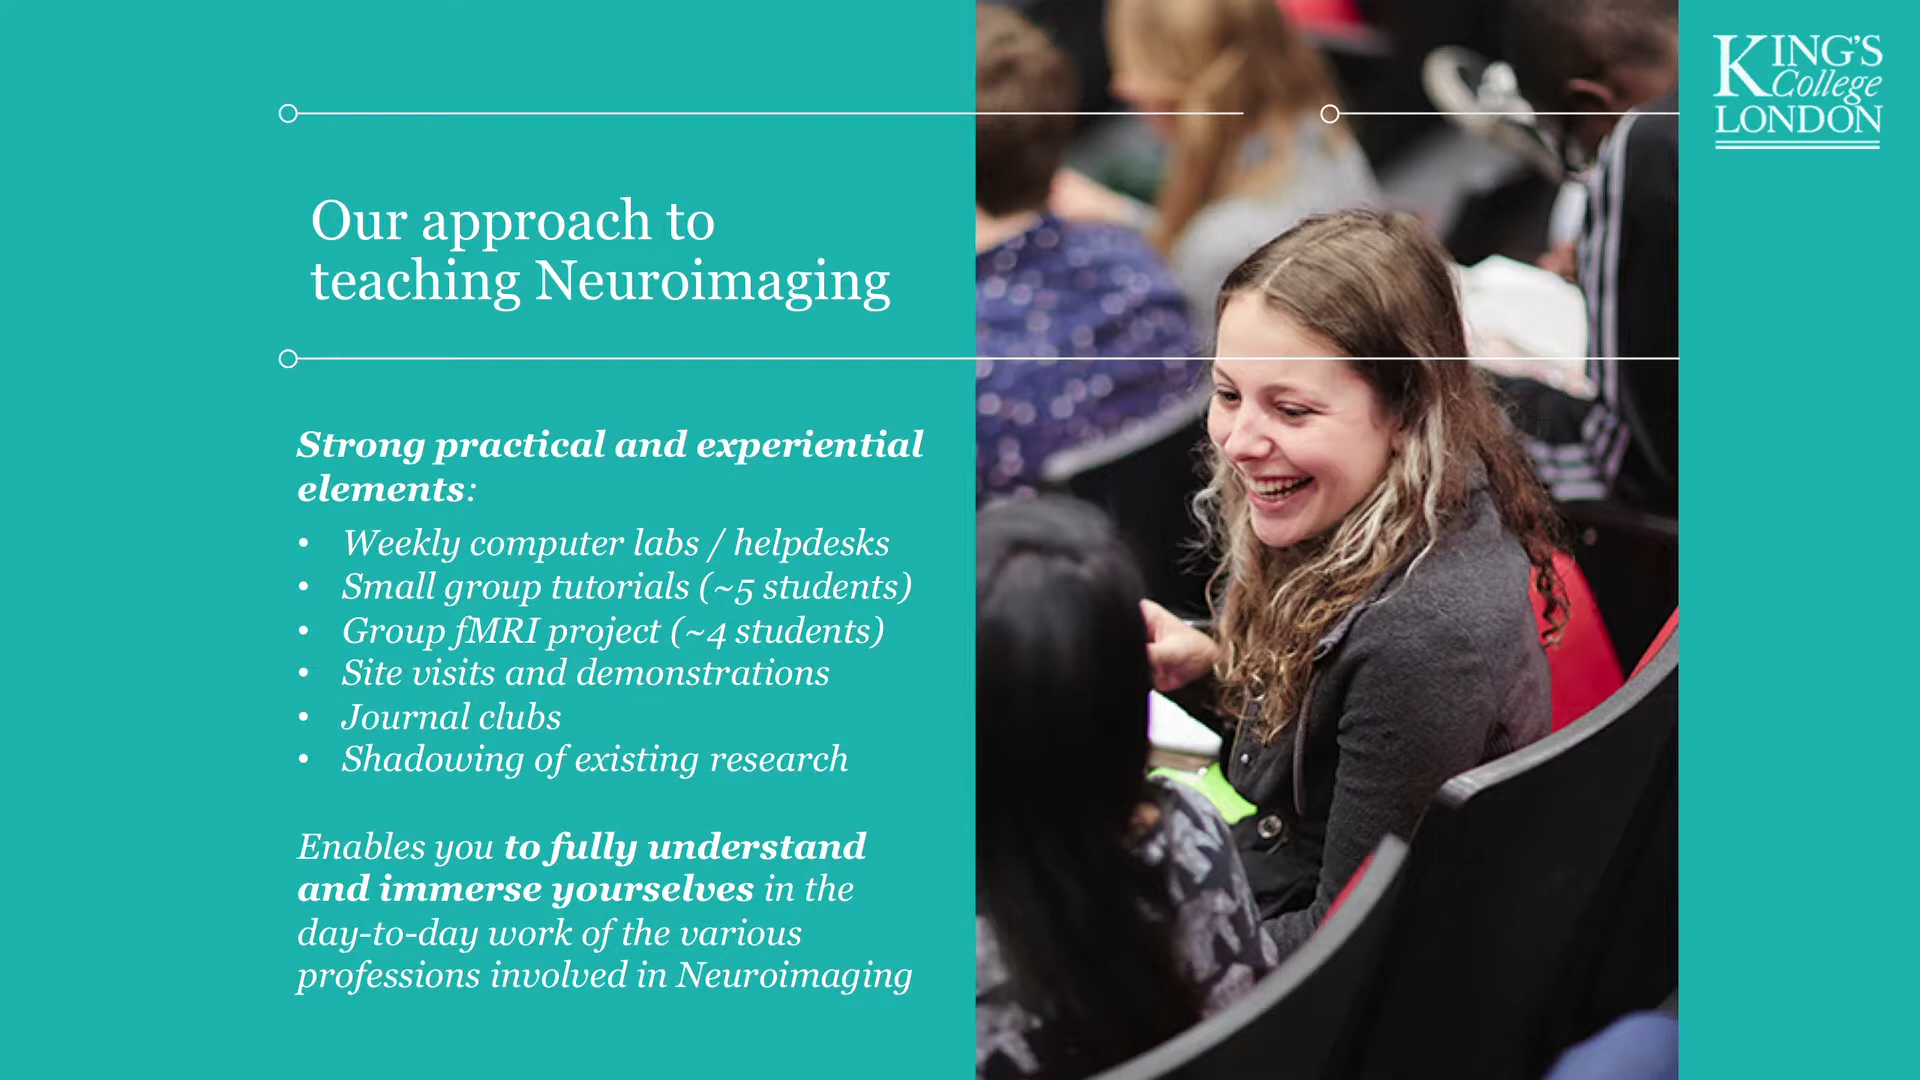 KING'S
College
LONDON
Our approach to
teaching Neuroimaging
Strong practical and experiential
elements:
• Weekly computer labs / helpdesks
• Small group tutorials (~5 students)
• Group fMRI project (~4 students)
• Site visits and demonstrations
• Journal clubs
• Shadowing of existing research
Enables you to fully understand
and immerse yourselves in the
day-to-day work of the various
professions involved in Neuroimaging